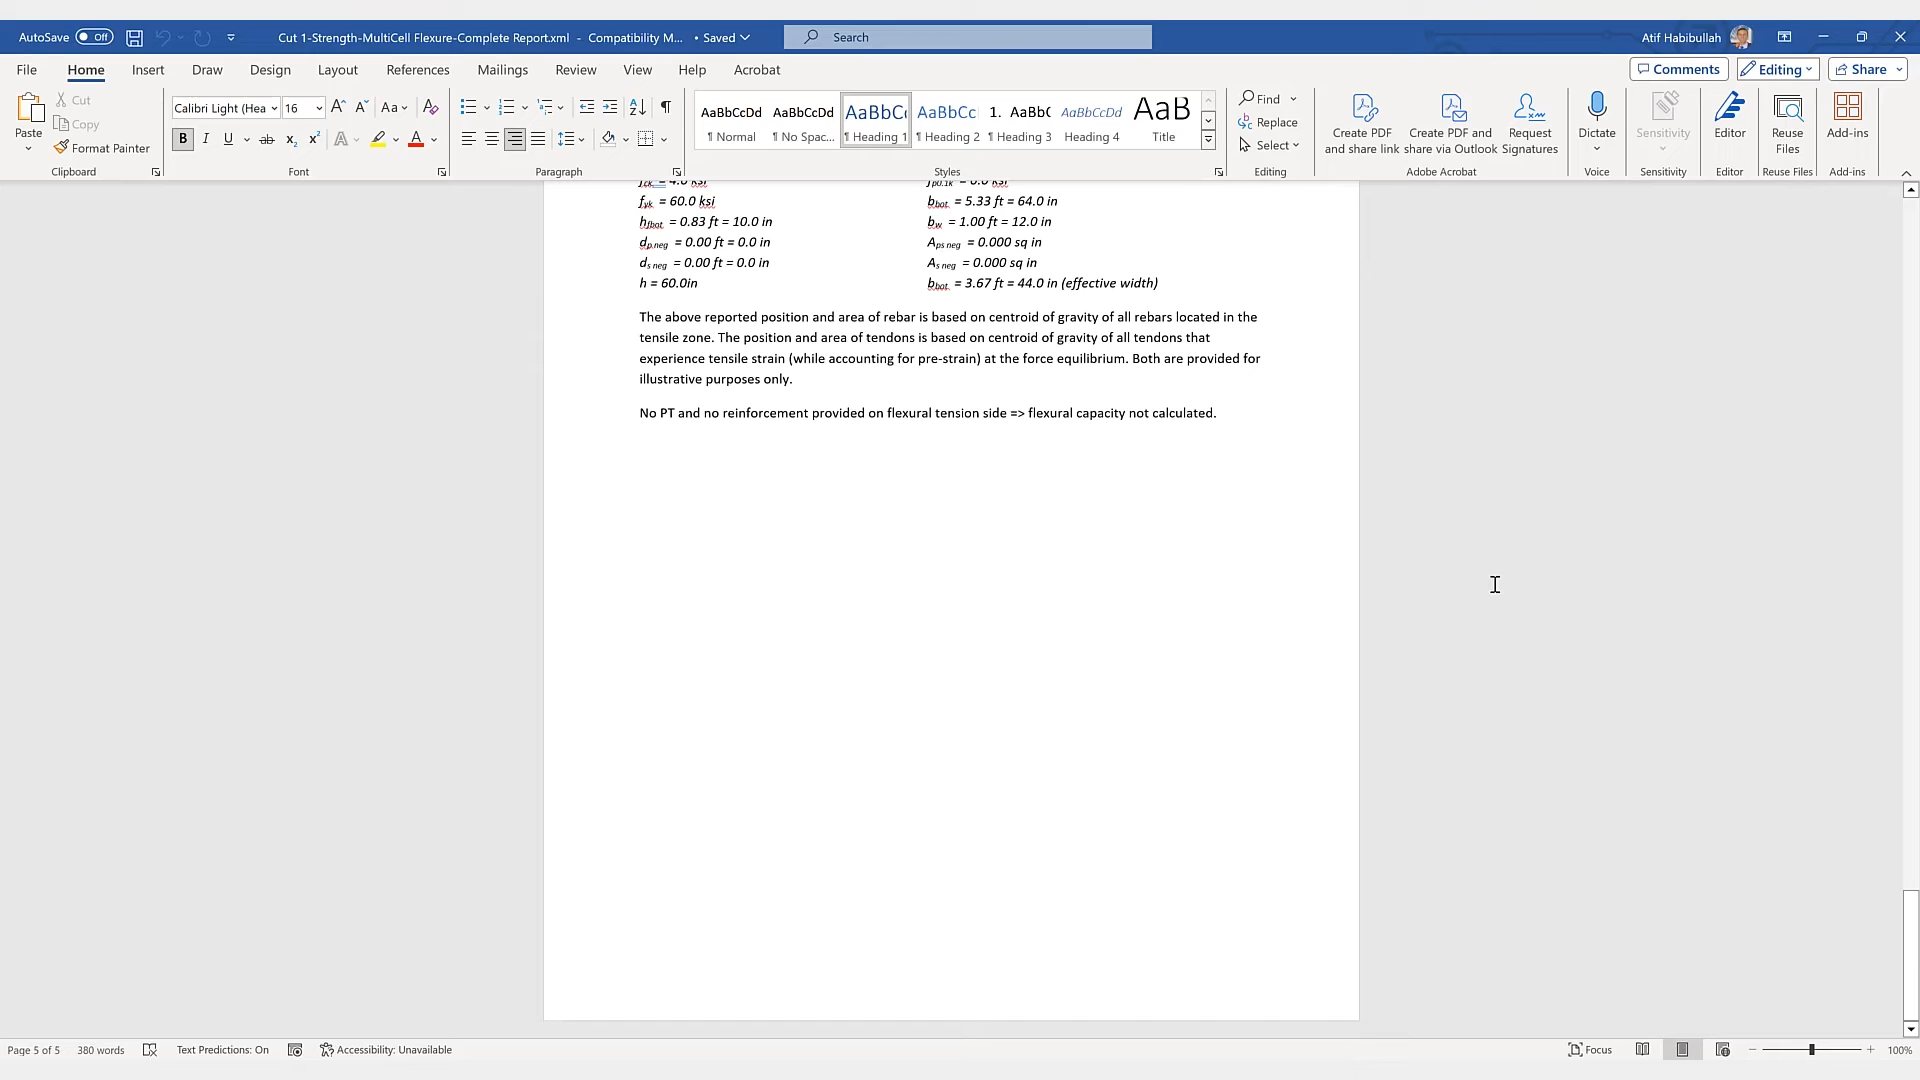 AutoSave Off Cut 1-Strength-MultiCell Flexure-Complete Report.xml - Compatibility M... • Saved Search Atif Habibullah
File Home Insert Draw Design Layout References Mailings Review View Help Acrobat Comments Editing Share
Paste Cut Copy Format Painter
Calibri Light (Hea 16
AaBbCcDd AaBbCcDd AaBbC AaBbCc 1. AaBb( AaBbCcDd AaB
¶ Normal ¶ No Spac... ¶ Heading 1 ¶ Heading 2 ¶ Heading 3 Heading 4 Title
Find Replace Select
Create PDF and share link
Create PDF and share via Outlook
Request Signatures
Dictate
Sensitivity
Editor
Reuse Files
Add-ins
Clipboard Font Paragraph Styles Editing Adobe Acrobat Voice Sensitivity Editor Reuse Files Add-ins
fck = 4.0 ksi fp0.1k = 0.0 ksi
fyk = 60.0 ksi bbot = 5.33 ft = 64.0 in
hfbot = 0.83 ft = 10.0 in bw = 1.00 ft = 12.0 in
dp neg = 0.00 ft = 0.0 in Aps neg = 0.000 sq in
ds neg = 0.00 ft = 0.0 in As neg = 0.000 sq in
h = 60.0in bbot = 3.67 ft = 44.0 in (effective width)
The above reported position and area of rebar is based on centroid of gravity of all rebars located in the
tensile zone. The position and area of tendons is based on centroid of gravity of all tendons that
experience tensile strain (while accounting for pre-strain) at the force equilibrium. Both are provided for
illustrative purposes only.
No PT and no reinforcement provided on flexural tension side => flexural capacity not calculated.
Page 5 of 5 380 words Text Predictions: On Accessibility: Unavailable Focus 100%